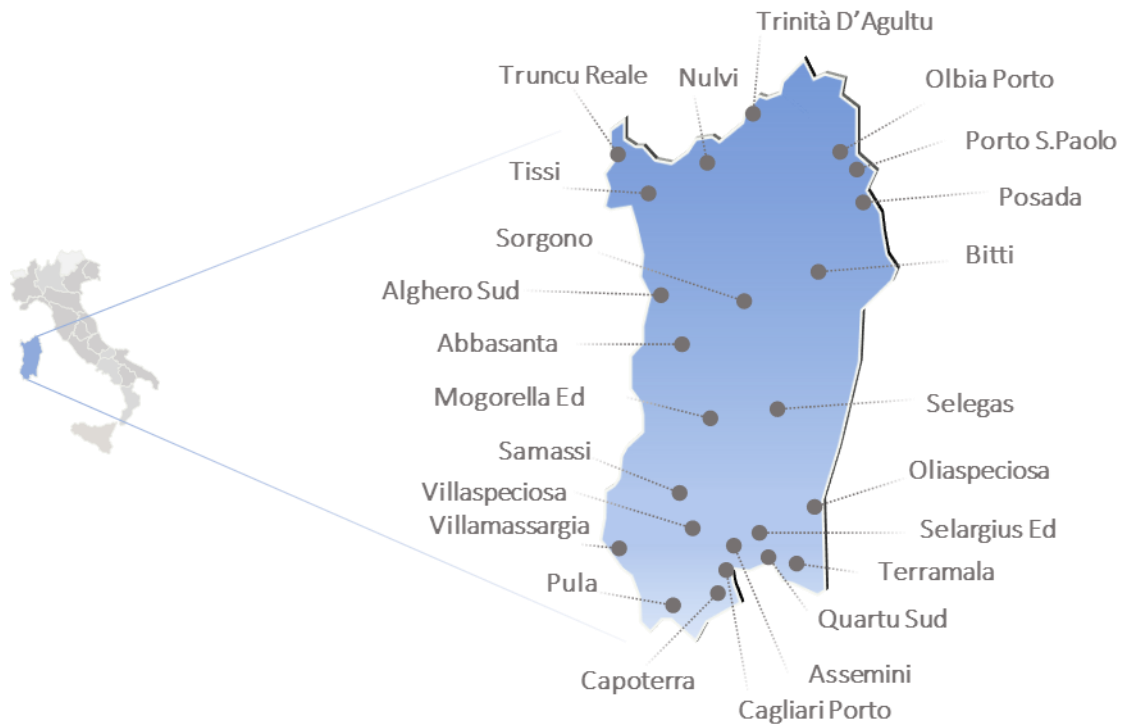 Trinità D’Agultu
Truncu Reale
Nulvi
Olbia Porto
Porto S.Paolo
Tissi
Posada
Sorgono
Bitti
Alghero Sud
Abbasanta
Mogorella Ed
Selegas
Samassi
Oliaspeciosa
Villaspeciosa
Villamassargia
Selargius Ed
Terramala
Pula
Quartu Sud
Capoterra
Assemini
Cagliari Porto